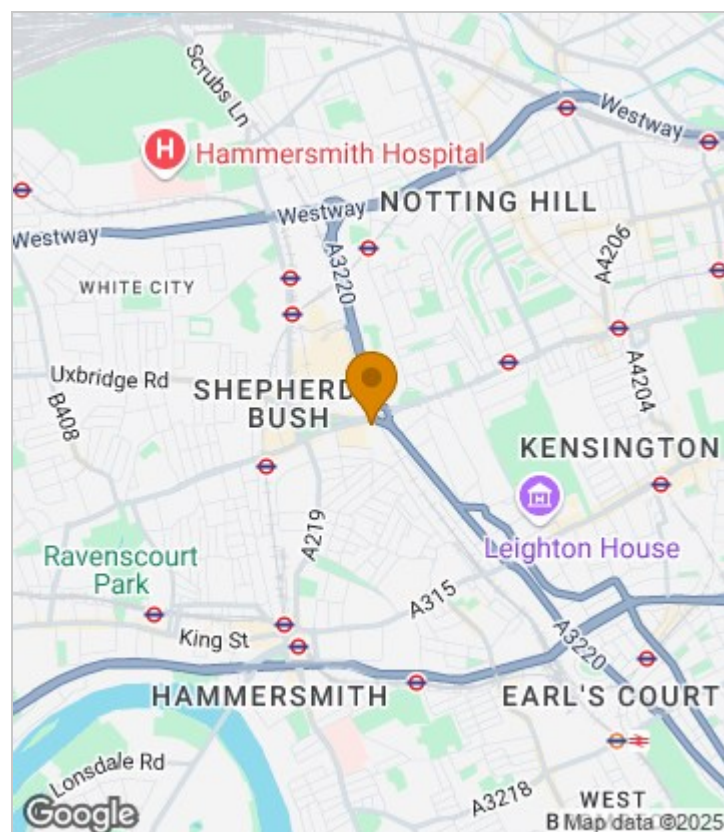 Scrubs Ln
Westway
H
Hammersmith Hospital
Westway
NOTTING HILL
Westway
A3220
A4206
WHITE CITY
Uxbridge Rd
A4204
B408
SHEPHERD
BUSH
KENSINGTON
Leighton House
A219
Ravenscourt
Park
A315
King St
A3220
HAMMERSMITH
EARL'S COURT
Lonsdale Rd
A3218
WEST
Google
Map data ©2025